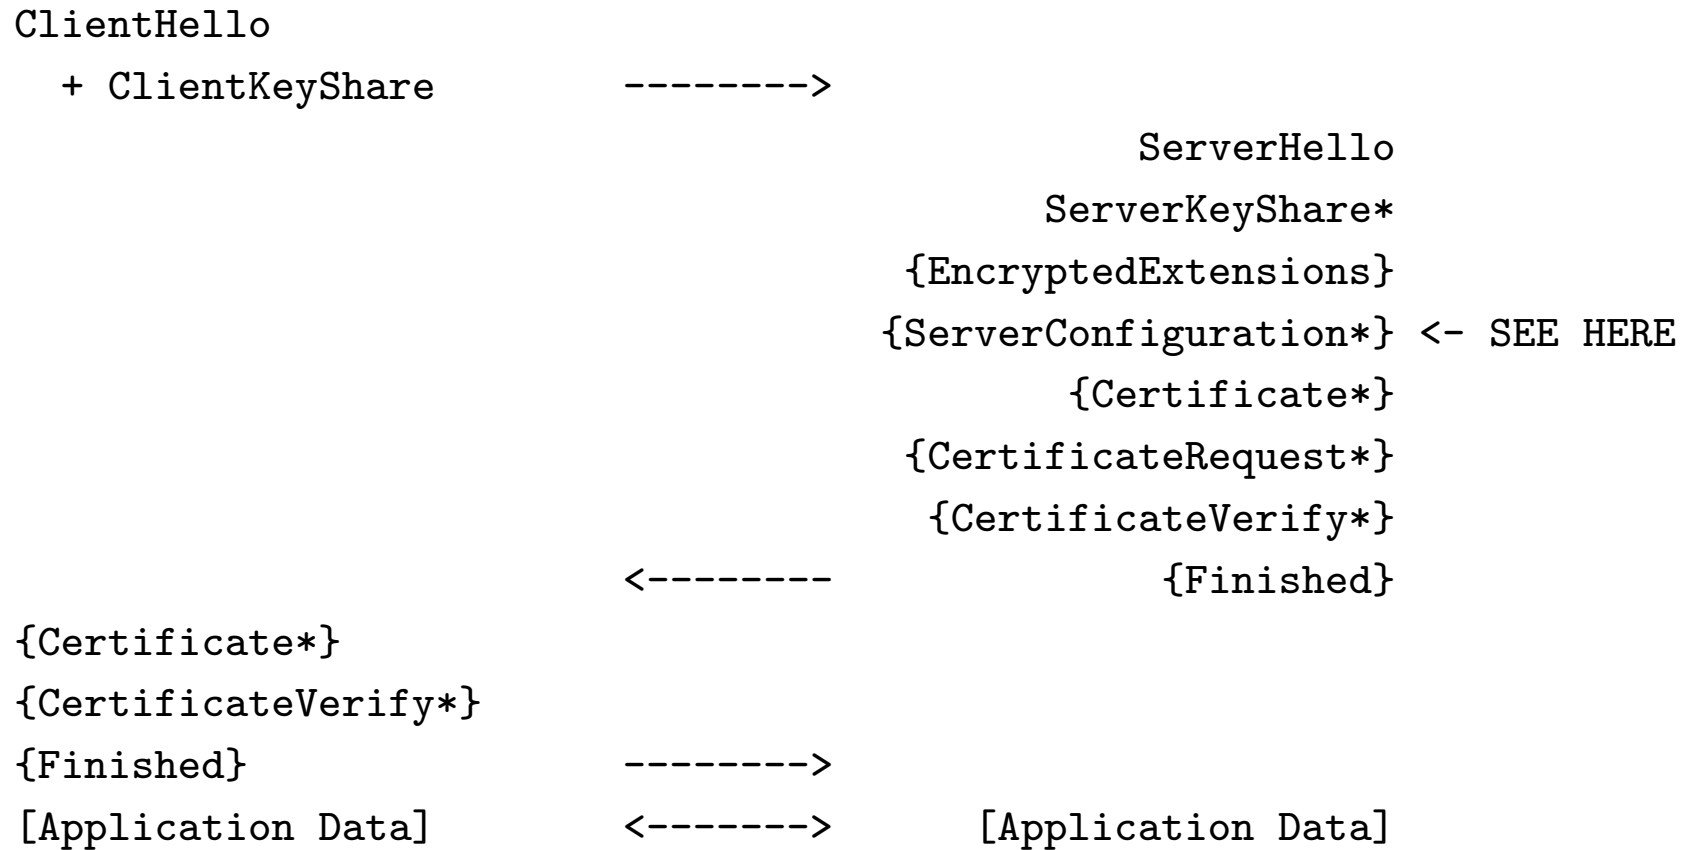 ClientHello
+ ClientKeyShare -------->
ServerHello
ServerKeyShare*
{EncryptedExtensions}
{ServerConfiguration*} <- SEE HERE
{Certificate*}
{CertificateRequest*}
{CertificateVerify*}
<-------- {Finished}
{Certificate*}
{CertificateVerify*}
{Finished} -------->
[Application Data] <-------> [Application Data]